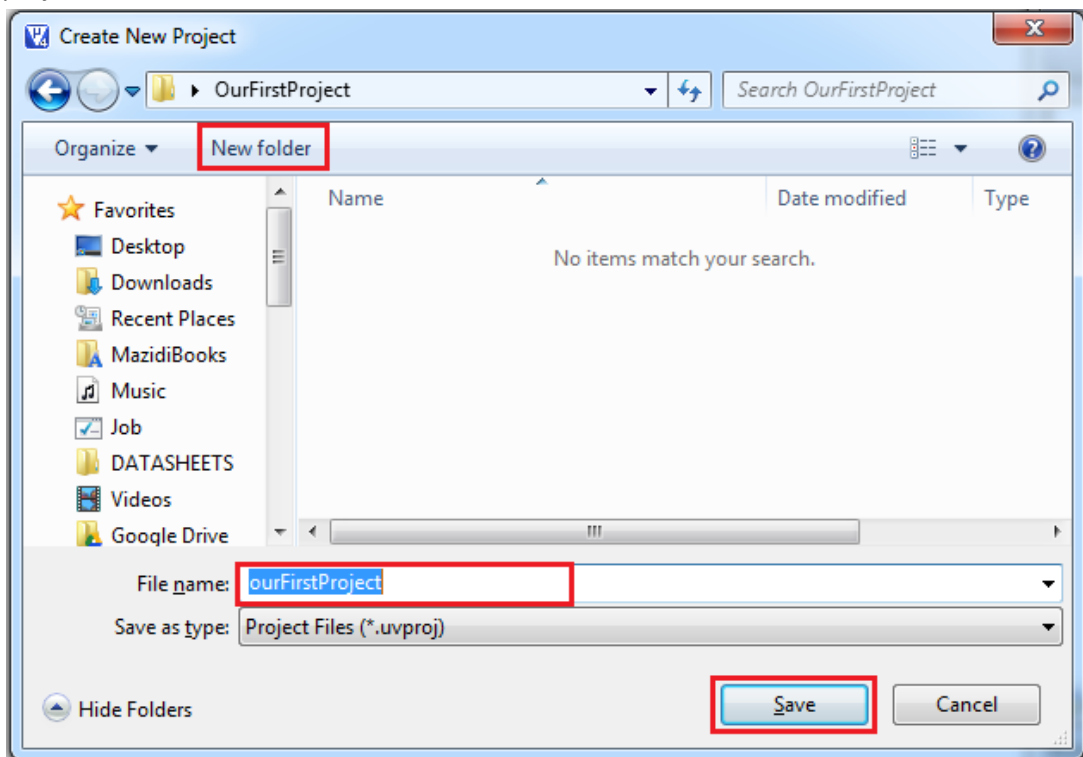 Create New Project
OurFirstProject
Search OurFirstProject
Organize
New folder
Name
Date modified
Type
Favorites
Desktop
Downloads
Recent Places
MazidiBooks
Music
Job
DATASHEETS
Videos
Google Drive
No items match your search.
File name: ourFirstProject
Save as type: Project Files (*.uvproj)
Hide Folders
Save
Cancel